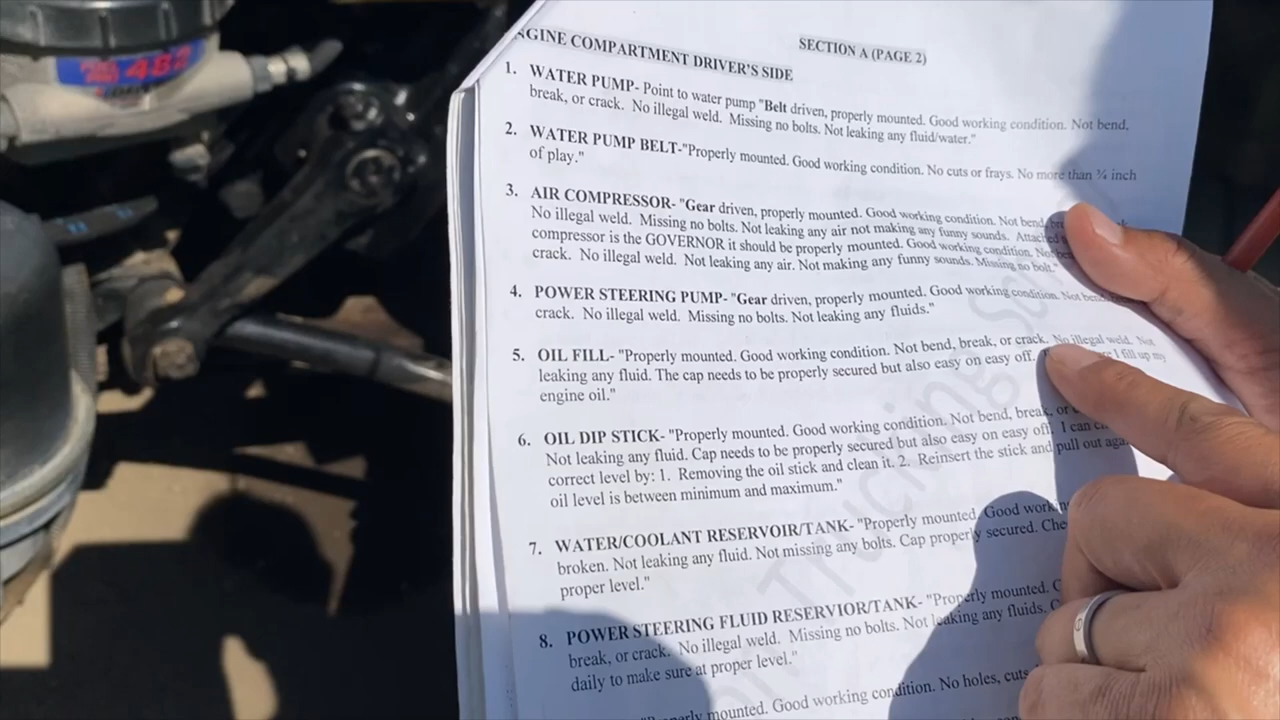 482
SECTION A (PAGE 2)
NGINE COMPARTMENT DRIVER'S SIDE
1. WATER PUMP- Point to water pump "Belt driven, properly mounted. Good working condition. Not bend,
break, or crack. No illegal weld. Missing no bolts. Not leaking any fluid/water."
2. WATER PUMP BELT-"Properly mounted. Good working condition. No cuts or frays. No more than ¾ inch
of play."
3. AIR COMPRESSOR- "Gear driven, properly mounted. Good working condition. Not bend,
No illegal weld. Missing no bolts. Not leaking any air not making any funny sounds. Attached
compressor is the GOVERNOR it should be properly mounted. Good working condition. Not
crack. No illegal weld. Not leaking any air. Not making any funny sounds. Missing no bolt."
4. POWER STEERING PUMP- "Gear driven, properly mounted. Good working condition. Not bend,
crack. No illegal weld. Missing no bolts. Not leaking any fluids."
5. OIL FILL- "Properly mounted. Good working condition. Not bend, break, or crack. No illegal weld. Not
leaking any fluid. The cap needs to be properly secured but also easy on easy off. I fill up my
engine oil."
6. OIL DIP STICK- "Properly mounted. Good working condition. Not bend, break, or
Not leaking any fluid. Cap needs to be properly secured but also easy on easy off. I can
correct level by: 1. Removing the oil stick and clean it. 2. Reinsert the stick and pull out
oil level is between minimum and maximum."
7. WATER/COOLANT RESERVOIR/TANK- "Properly mounted. Good
broken. Not leaking any fluid. Not missing any bolts. Cap properly secured.
proper level."
8. POWER STEERING FLUID RESERVIOR/TANK- "Properly mounted.
break, or crack. No illegal weld. Missing no bolts. Not leaking any fluids.
daily to make sure at proper level."
mounted. Good working condition. No holes, cuts
Trucking